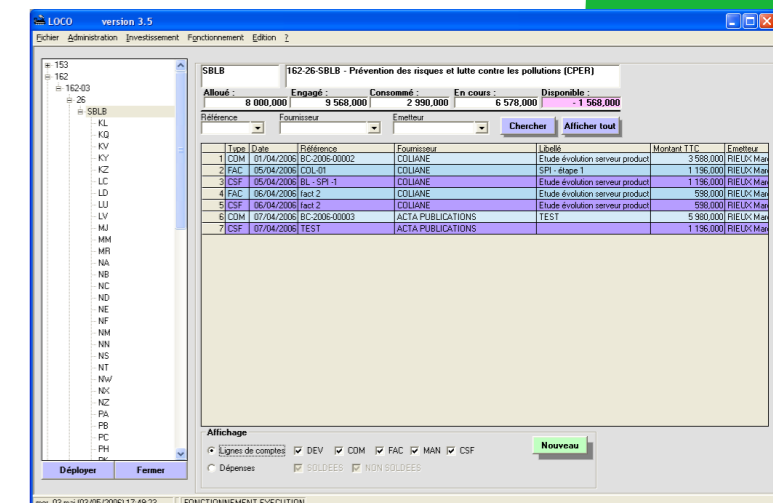 LOCO version 3.5
Fichier Administration Investissement Fonctionnement Edition ?
153
162
162-03
26
SBLB
KL
KQ
KV
KY
KZ
LC
LD
LU
LV
MJ
MM
MR
NA
NB
NC
ND
NE
NF
NM
NN
NS
NT
NW
NX
NZ
PA
PB
PC
PH
Déployer Fermer
SBLB 162-26-SBLB - Prévention des risques et lutte contre les pollutions (CPER)
Alloué : Engagé : Consommé : En cours : Disponible :
8 000,000 9 568,000 2 990,000 6 578,000 - 1 568,000
Référence Fournisseur Emetteur
Chercher Afficher tout
Type Date Référence Fournisseur Libellé Montant TTC Emetteur
1 COM 01/04/2006 BC-2006-00002 COLIANE Etude évolution serveur product 3 588,000 RIEUX Mar
2 FAC 05/04/2006 COL-01 COLIANE SPI - étape 1 1 196,000 RIEUX Mar
3 CSF 05/04/2006 BL - SPI -1 COLIANE Etude évolution serveur product 1 196,000 RIEUX Mar
4 FAC 06/04/2006 fact 2 COLIANE Etude évolution serveur product 598,000 RIEUX Mar
5 CSF 06/04/2006 fact 2 COLIANE Etude évolution serveur product 598,000 RIEUX Mar
6 COM 07/04/2006 BC-2006-00003 ACTA PUBLICATIONS TEST 5 980,000 RIEUX Mar
7 CSF 07/04/2006 TEST ACTA PUBLICATIONS 1 196,000 RIEUX Mar
Affichage
Lignes de comptes DEV COM FAC MAN CSF
Dépenses SOLDEES NON SOLDEES
Nouveau
mer. 03 mai (03/05/2006) 17:49:23 FONCTIONNEMENT EXECUTION